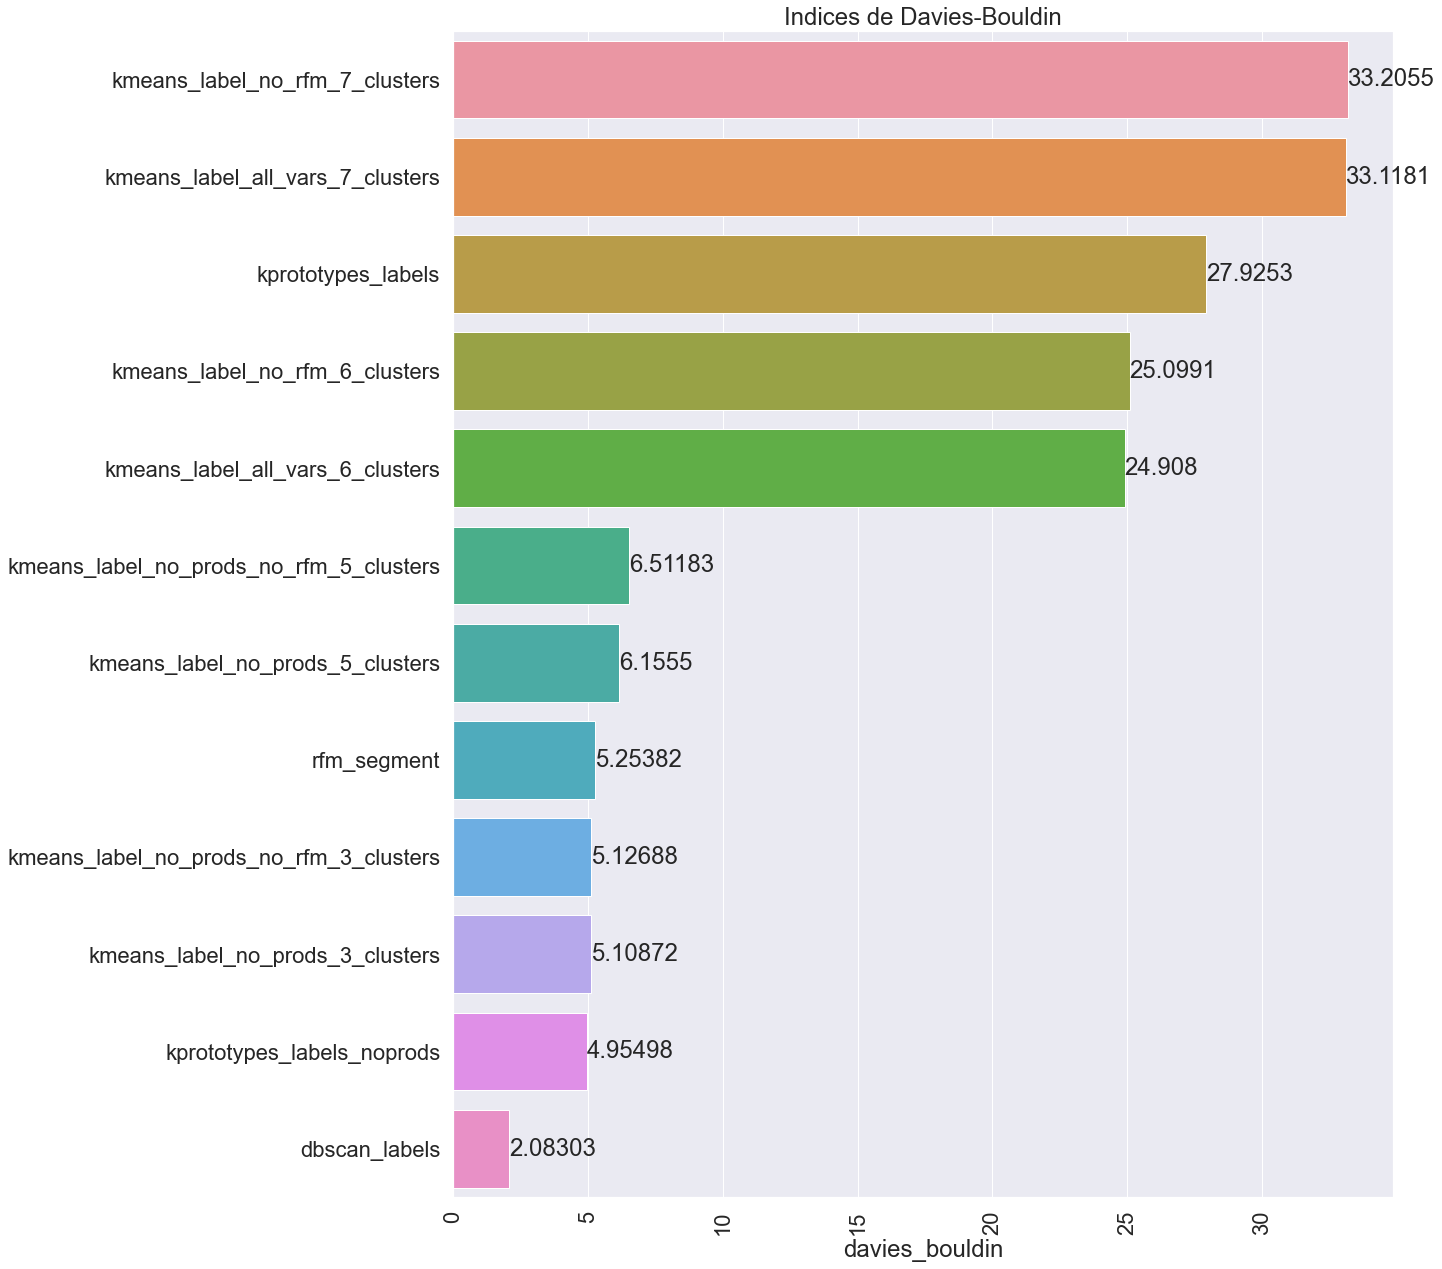 Indices de Davies-Bouldin
kmeans_label_no_rfm_7_clusters 33.2055
kmeans_label_all_vars_7_clusters 33.1181
kprototypes_labels 27.9253
kmeans_label_no_rfm_6_clusters 25.0991
kmeans_label_all_vars_6_clusters 24.908
kmeans_label_no_prods_no_rfm_5_clusters 6.51183
kmeans_label_no_prods_5_clusters 6.1555
rfm_segment 5.25382
kmeans_label_no_prods_no_rfm_3_clusters 5.12688
kmeans_label_no_prods_3_clusters 5.10872
kprototypes_labels_noprods 4.95498
dbscan_labels 2.08303
0 5 10 15 20 25 30
davies_bouldin